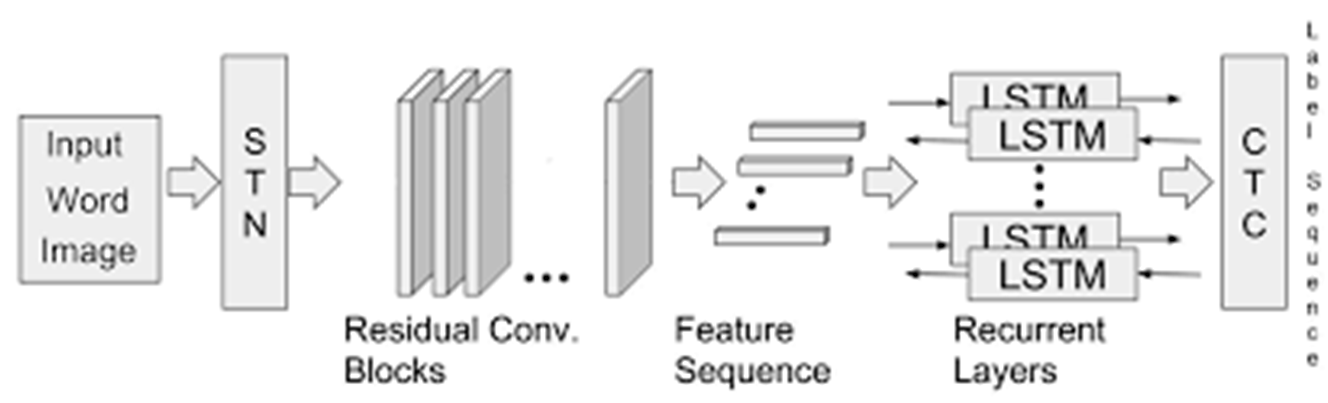 Input
Word
Image
S
T
N
Residual Conv.
Blocks
Feature
Sequence
LSTM
LSTM
LSTM
LSTM
Recurrent
Layers
C
T
C
Label Sequence